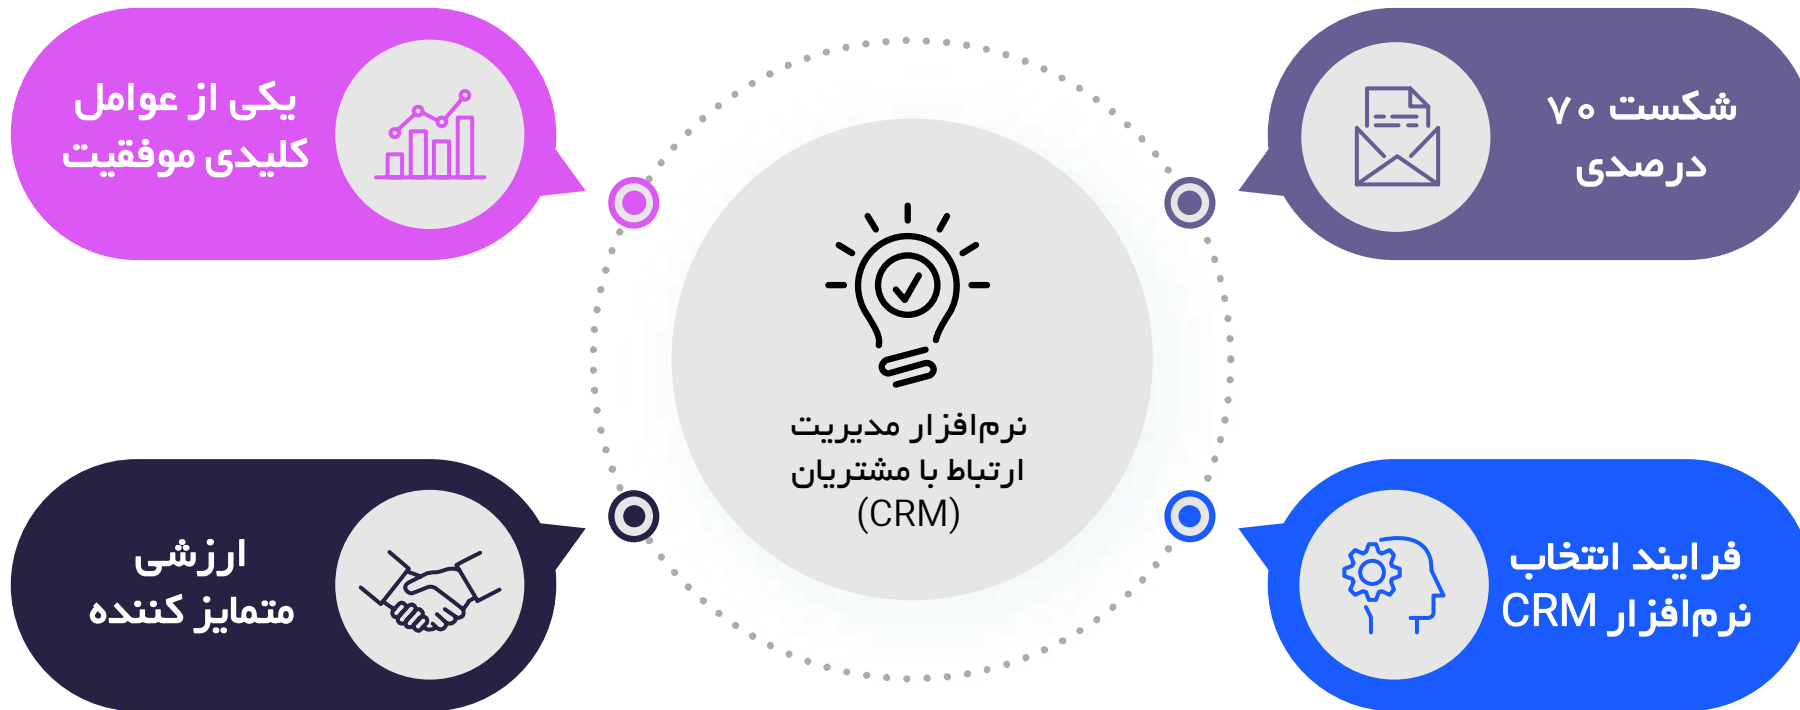 شکست ۷۰
درصدی
یکی از عوامل
کلیدی موفقیت
نرم‌افزار مدیریت
ارتباط با مشتریان
(CRM)
فرایند انتخاب
نرم‌افزار CRM
ارزشی
متمایز کننده